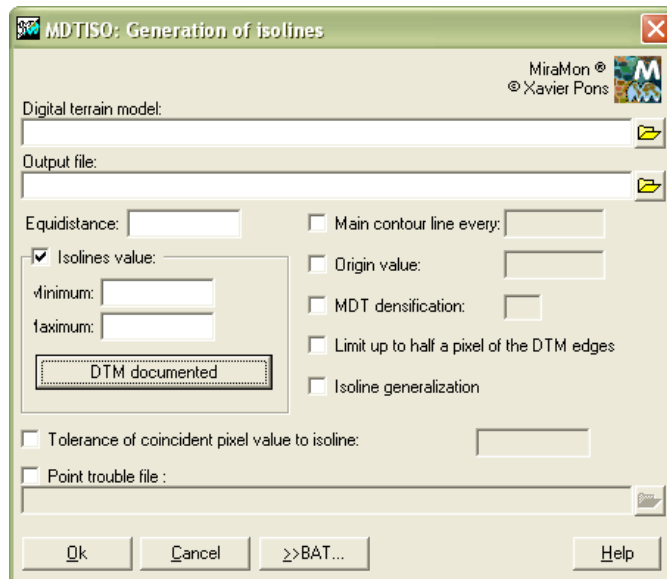 MDTISO: Generation of isolines
MiraMon ®
© Xavier Pons
Digital terrain model:
Output file:
Equidistance:
Main contour line every:
Isolines value:
Origin value:
Minimum:
MDT densification:
Maximum:
Limit up to half a pixel of the DTM edges
DTM documented
Isoline generalization
Tolerance of coincident pixel value to isoline:
Point trouble file :
Ok Cancel >>BAT... Help